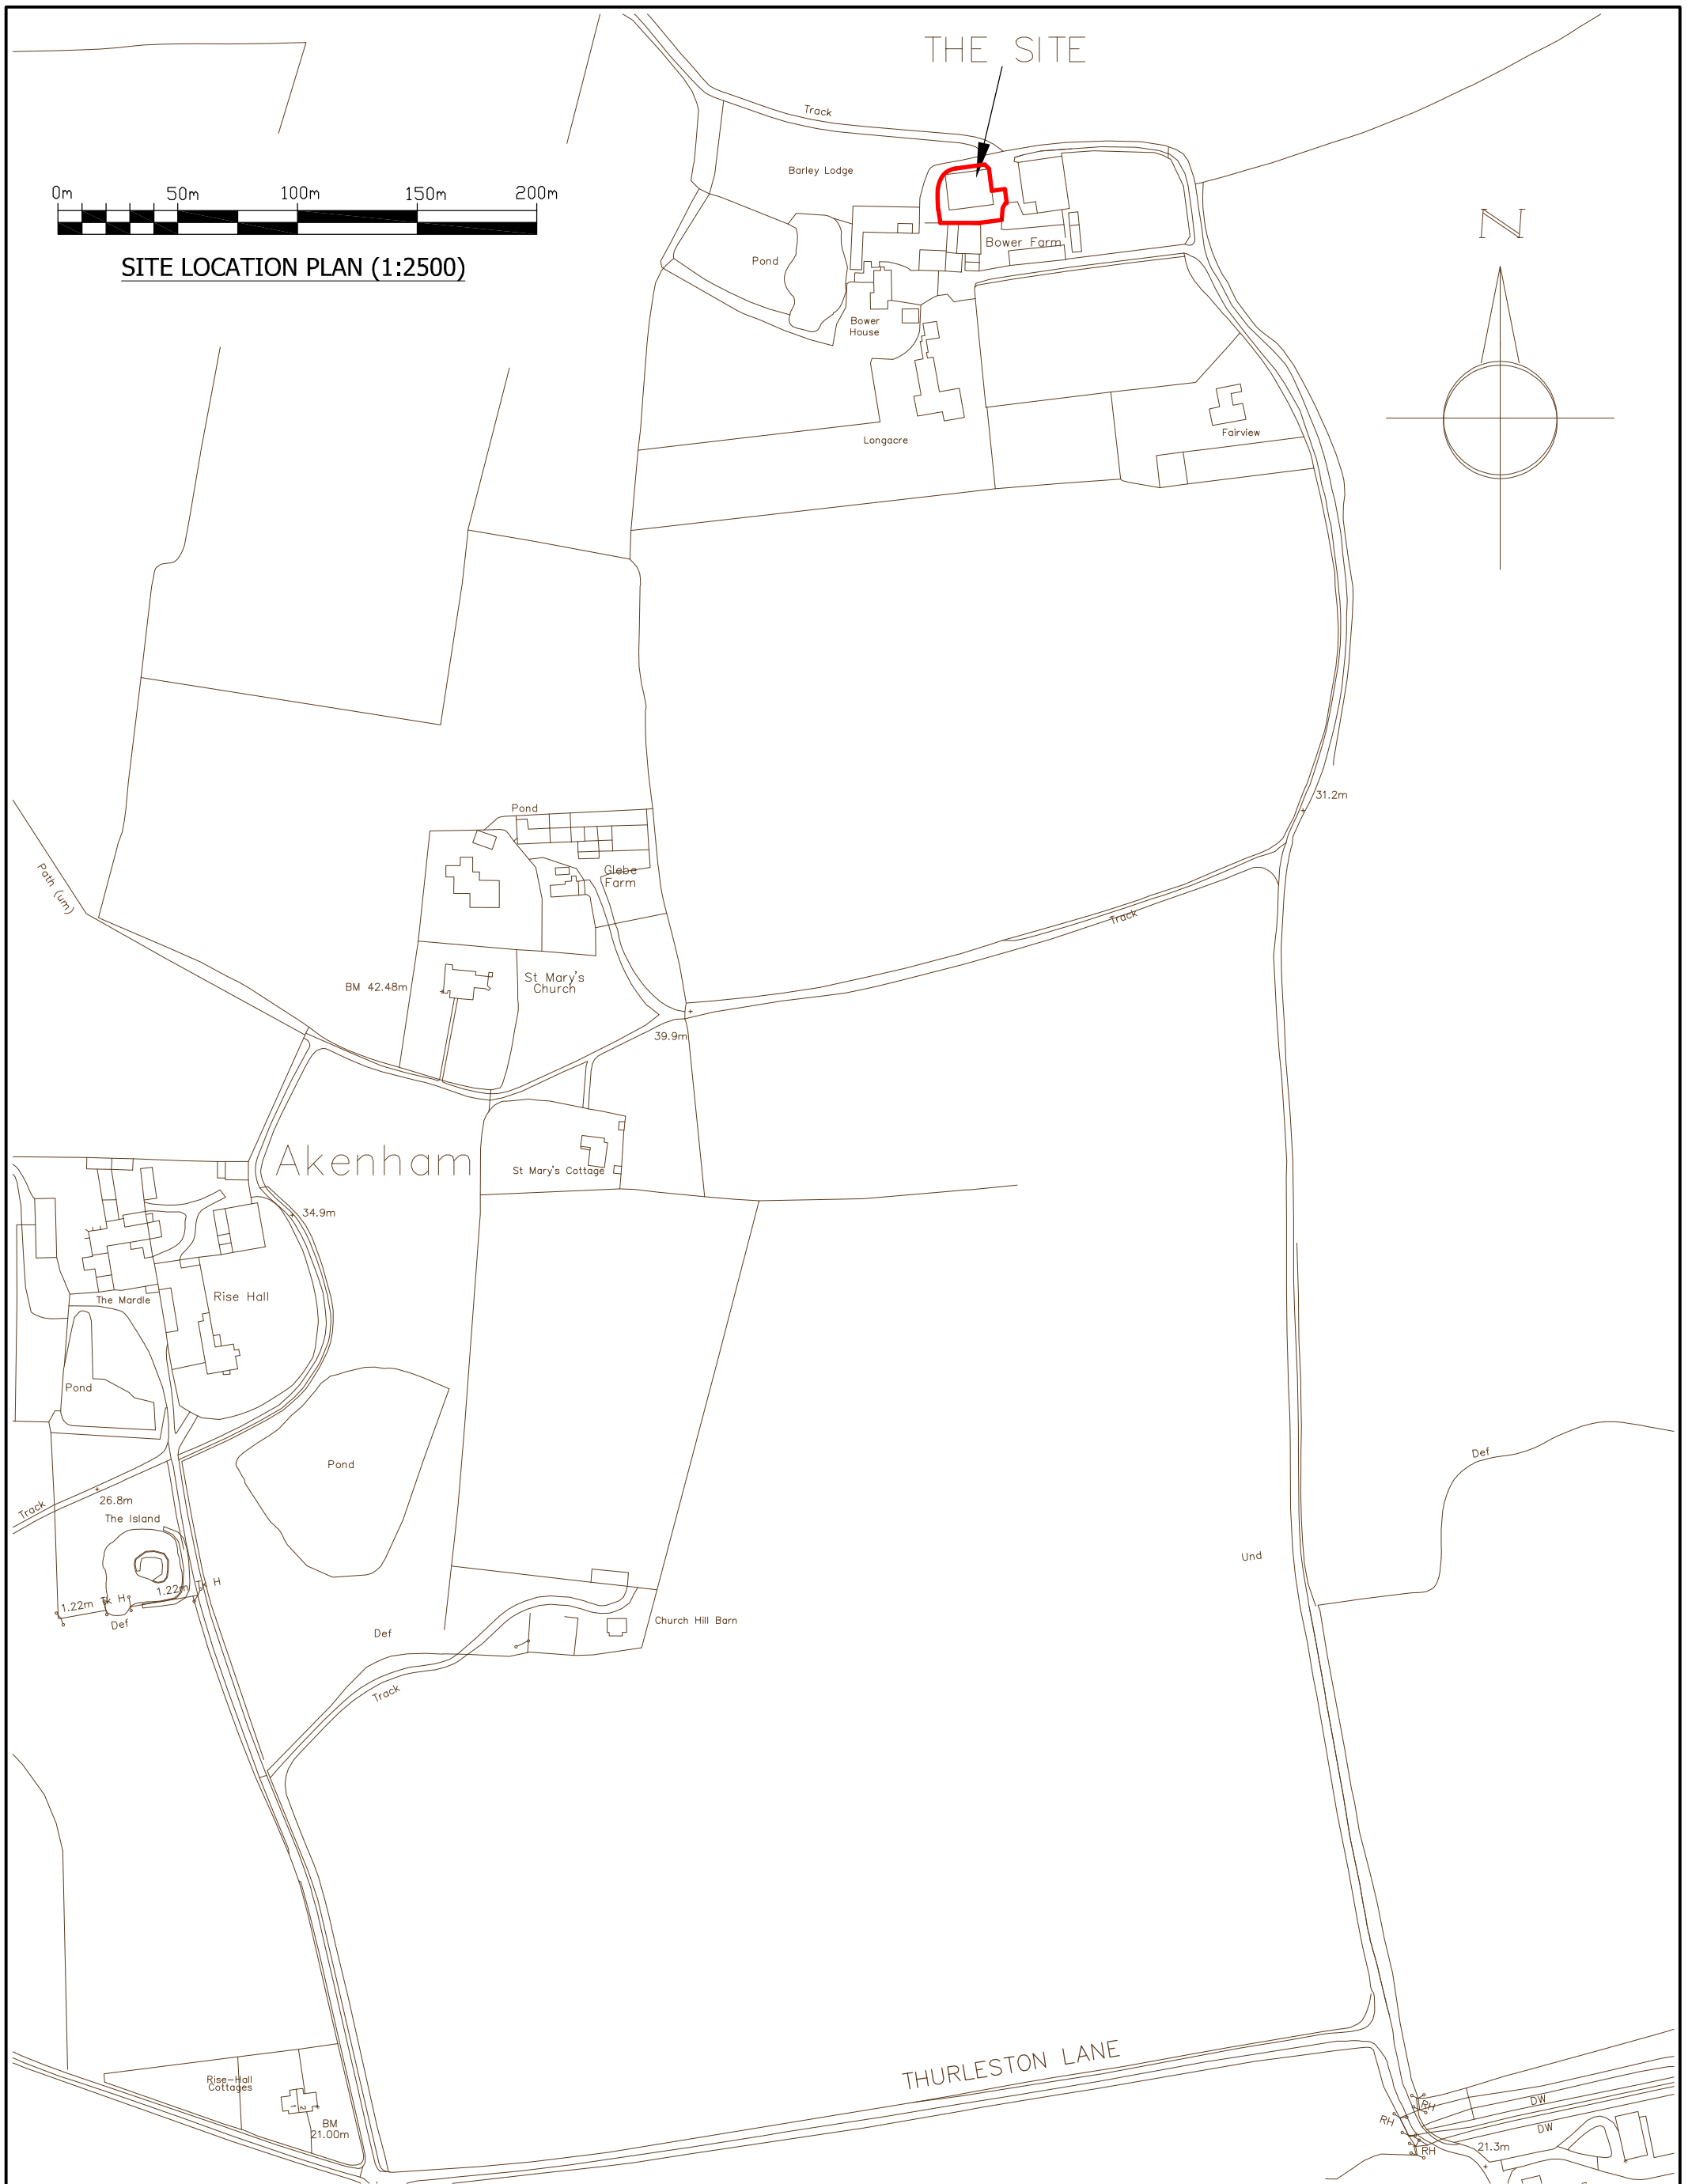 THE SITE
Track
Barley Lodge
0m 50m 100m 150m 200m
SITE LOCATION PLAN (1:2500)
N
Bower Farm
Pond
Bower
House
Longacre
Fairview
31.2m
Pond
Glebe
Farm
Path (um)
Track
St Mary's
Church
BM 42.48m
39.9m
Akenham
St Mary's Cottage
34.9m
Rise Hall
The Mardle
Pond
Pond
Def
Track
26.8m
The Island
Und
1.22m Tk H
1.22m Tk H
Def
Church Hill Barn
Def
Track
THURLESTON LANE
Rise-Hall
Cottages
1 2
BM
21.00m
RH
DW
RH
DW
RH
21.3m